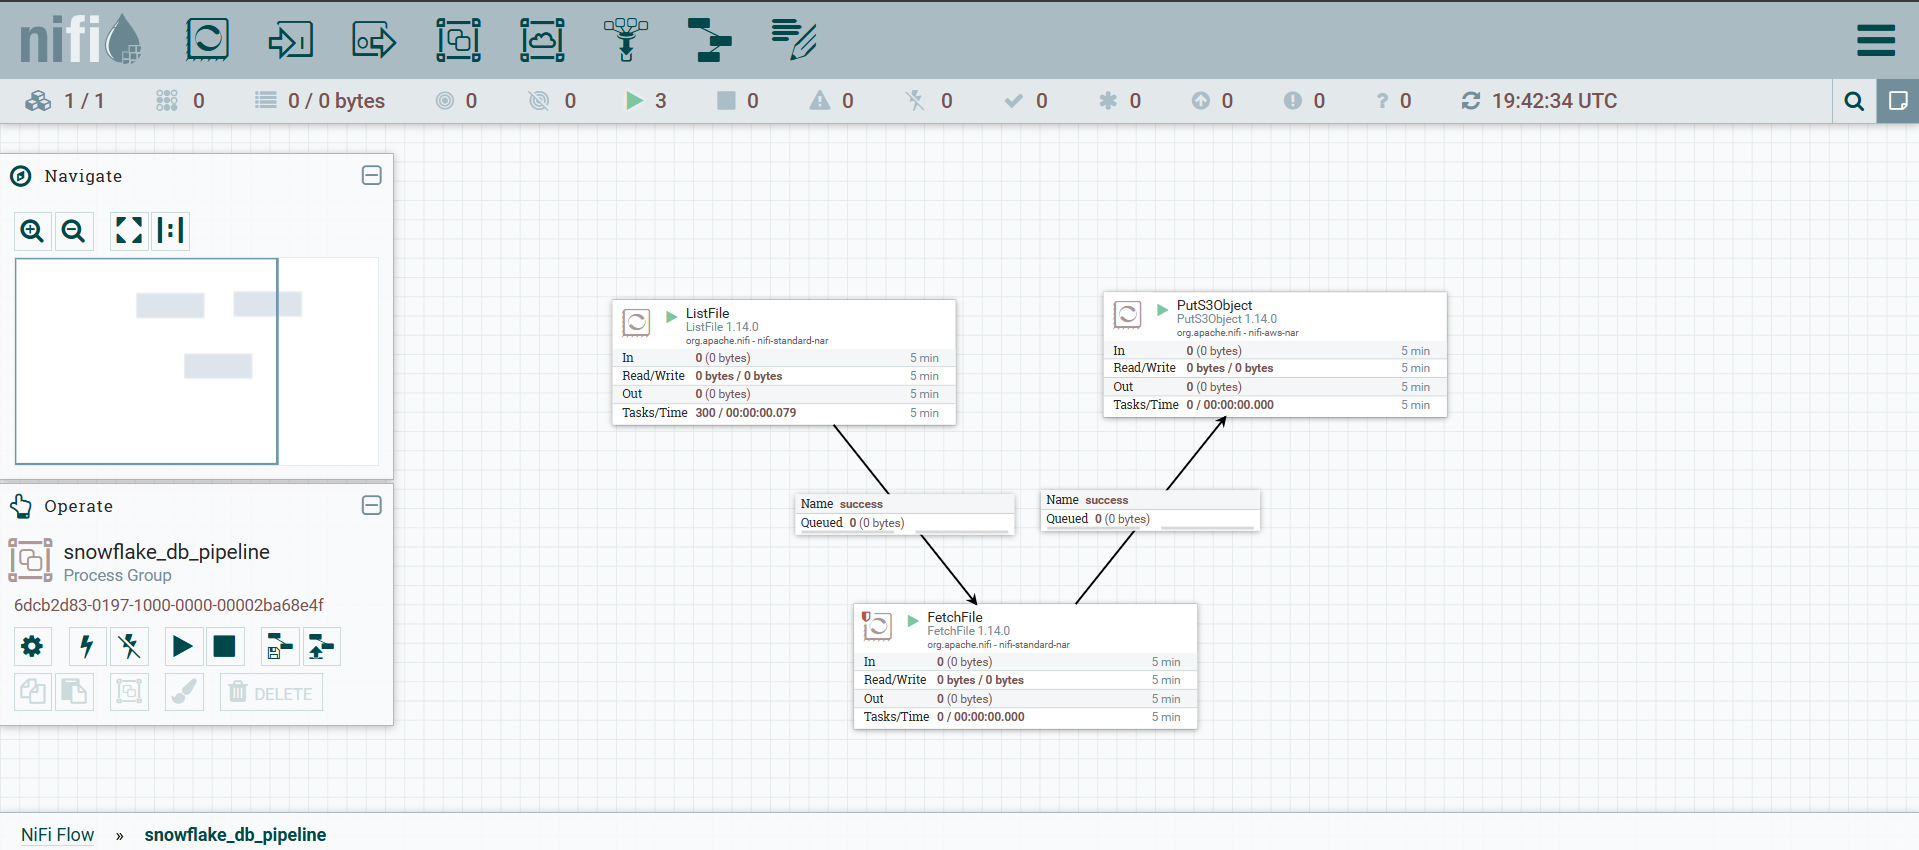 nifi
1 / 1 0 0 / 0 bytes 0 0 3 0 0 0 0 0 0 0 ? 0 19:42:34 UTC
Navigate
ListFile
ListFile 1.14.0
org.apache.nifi - nifi-standard-nar
In 0 (0 bytes) 5 min
Read/Write 0 bytes / 0 bytes 5 min
Out 0 (0 bytes) 5 min
Tasks/Time 300 / 00:00:00.079 5 min
PutS3Object
PutS3Object 1.14.0
org.apache.nifi - nifi-aws-nar
In 0 (0 bytes) 5 min
Read/Write 0 bytes / 0 bytes 5 min
Out 0 (0 bytes) 5 min
Tasks/Time 0 / 00:00:00.000 5 min
Name success
Queued 0 (0 bytes)
Name success
Queued 0 (0 bytes)
Operate
snowflake_db_pipeline
Process Group
6dcb2d83-0197-1000-0000-00002ba68e4f
DELETE
FetchFile
FetchFile 1.14.0
org.apache.nifi - nifi-standard-nar
In 0 (0 bytes) 5 min
Read/Write 0 bytes / 0 bytes 5 min
Out 0 (0 bytes) 5 min
Tasks/Time 0 / 00:00:00.000 5 min
NiFi Flow » snowflake_db_pipeline